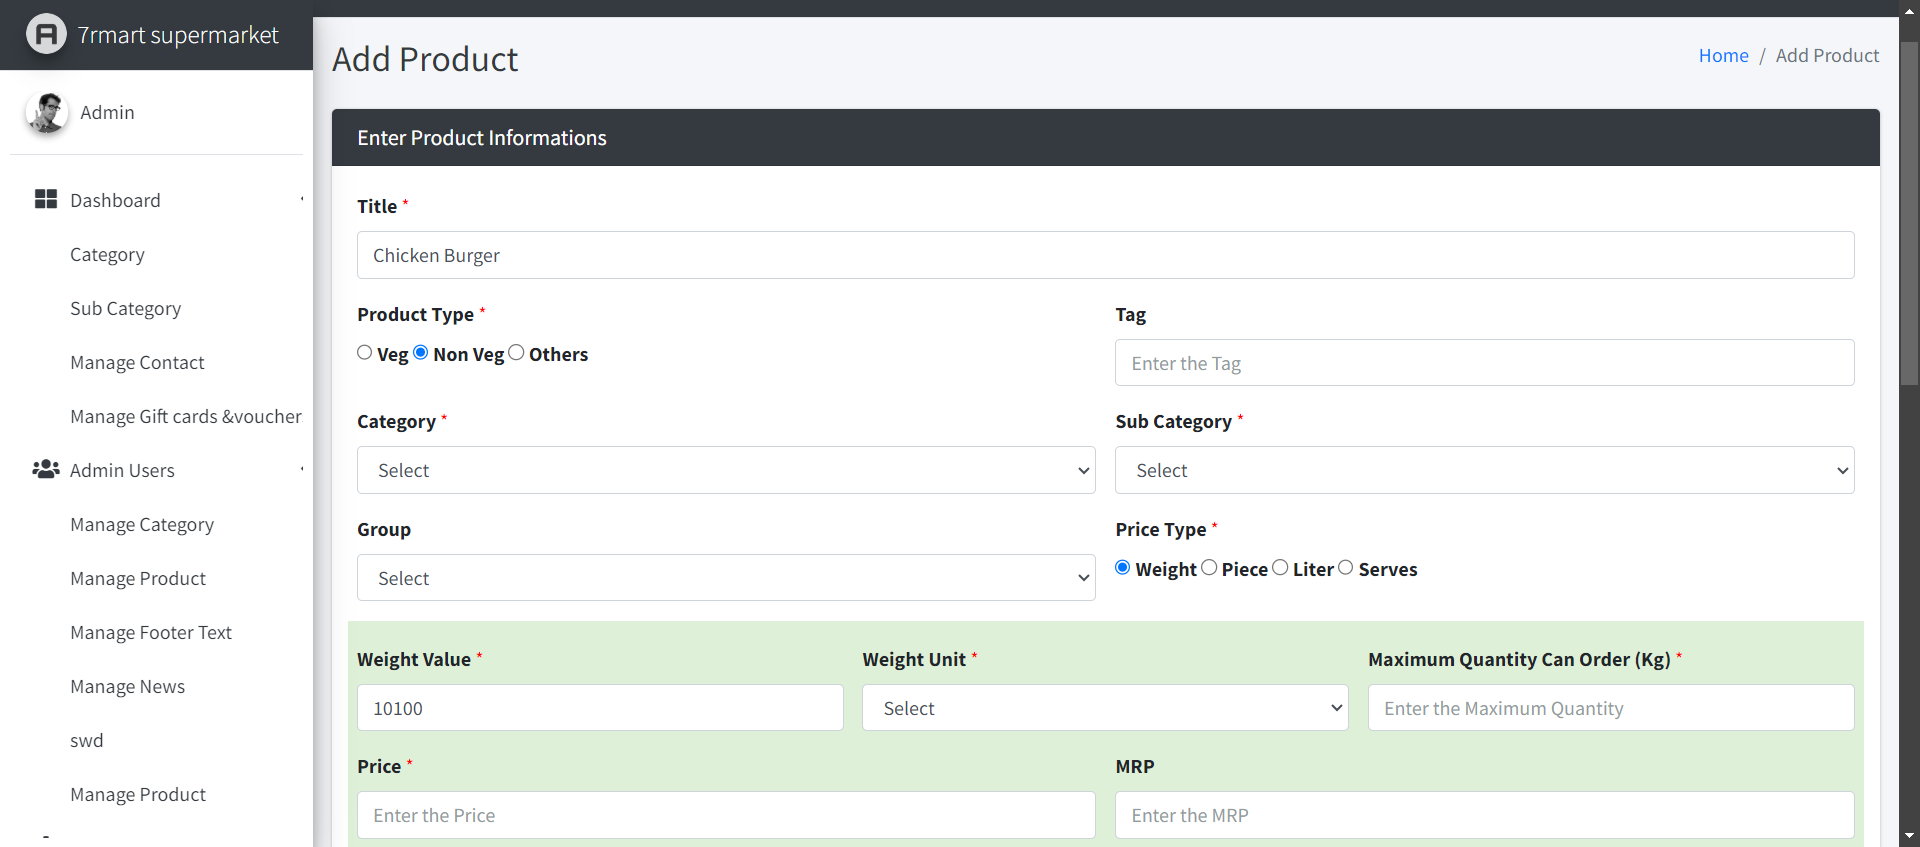 7rmart supermarket
Admin
Dashboard
Category
Sub Category
Manage Contact
Manage Gift cards &voucher
Admin Users
Manage Category
Manage Product
Manage Footer Text
Manage News
swd
Manage Product
Add Product
Home / Add Product
Enter Product Informations
Title *
Chicken Burger
Product Type *
Veg Non Veg Others
Tag
Enter the Tag
Category *
Select
Sub Category *
Select
Group
Select
Price Type *
Weight Piece Liter Serves
Weight Value *
10100
Weight Unit *
Select
Maximum Quantity Can Order (Kg) *
Enter the Maximum Quantity
Price *
Enter the Price
MRP
Enter the MRP